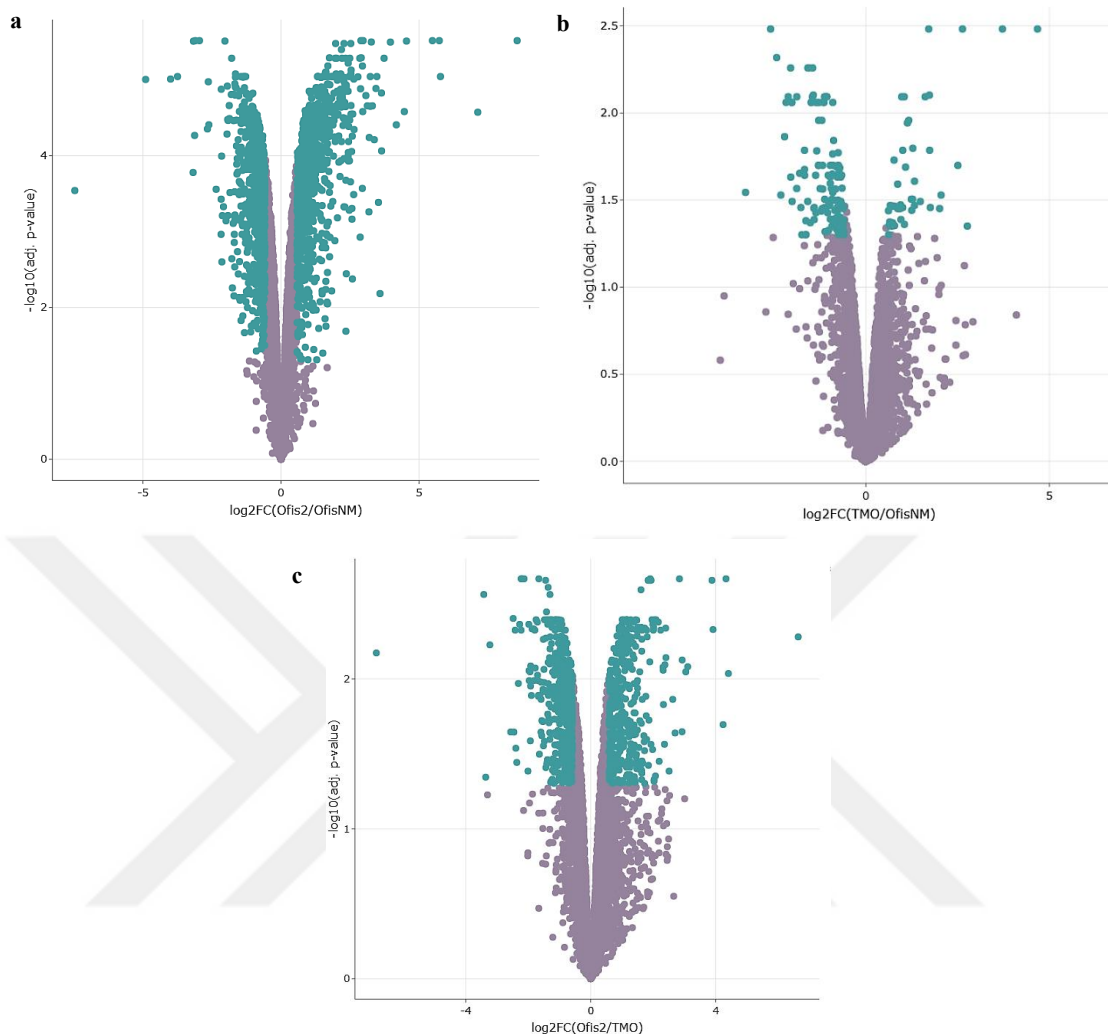 a
-log10(adj. p-value)
4
2
0
-5
0
5
log2FC(Ofis2/OfisNM)
b
-log10(adj. p-value)
2.5
2.0
1.5
1.0
0.5
0.0
0
5
log2FC(TMO/OfisNM)
c
-log10(adj. p-value)
2
1
0
-4
0
4
log2FC(Ofis2/TMO)